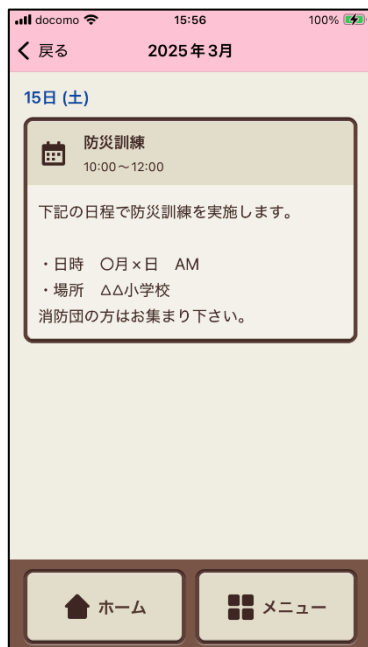 docomo 15:56 100%
戻る 2025年3月
15日 (土)
防災訓練
10:00～12:00
下記の日程で防災訓練を実施します。
・日時　〇月×日　AM
・場所　△△小学校
消防団の方はお集まり下さい。
ホーム メニュー